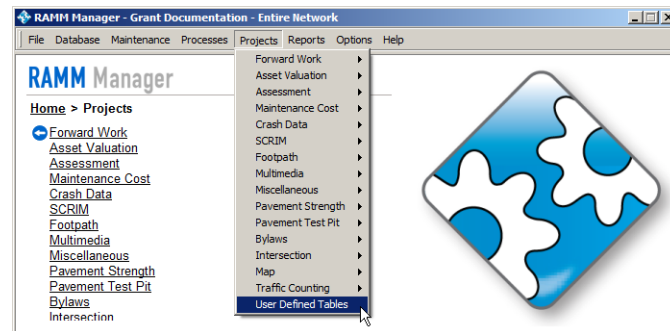 RAMM Manager - Grant Documentation - Entire Network
File Database Maintenance Processes Projects Reports Options Help
RAMM Manager
Home > Projects
Forward Work
Asset Valuation
Assessment
Maintenance Cost
Crash Data
SCRIM
Footpath
Multimedia
Miscellaneous
Pavement Strength
Pavement Test Pit
Bylaws
Intersection
Forward Work
Asset Valuation
Assessment
Maintenance Cost
Crash Data
SCRIM
Footpath
Multimedia
Miscellaneous
Pavement Strength
Pavement Test Pit
Bylaws
Intersection
Map
Traffic Counting
User Defined Tables